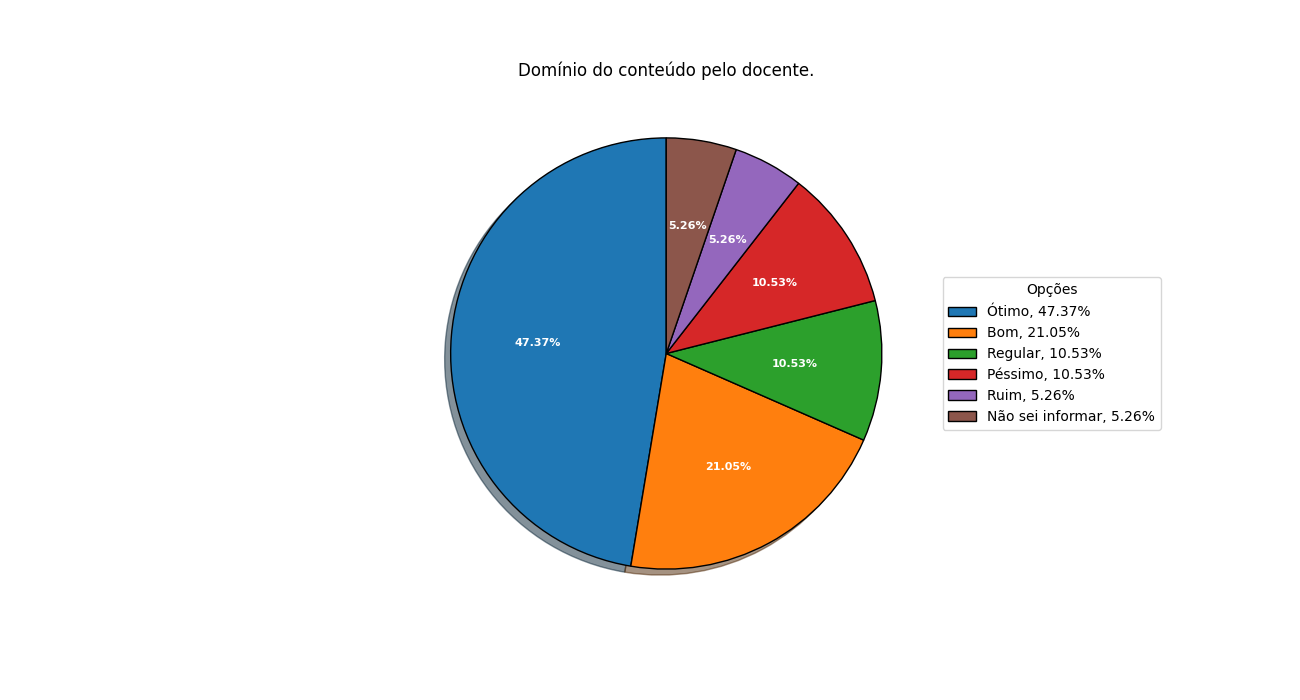 Domínio do conteúdo pelo docente.
5.26%
5.26%
10.53%
47.37%
10.53%
21.05%
Opções
Ótimo, 47.37%
Bom, 21.05%
Regular, 10.53%
Péssimo, 10.53%
Ruim, 5.26%
Não sei informar, 5.26%